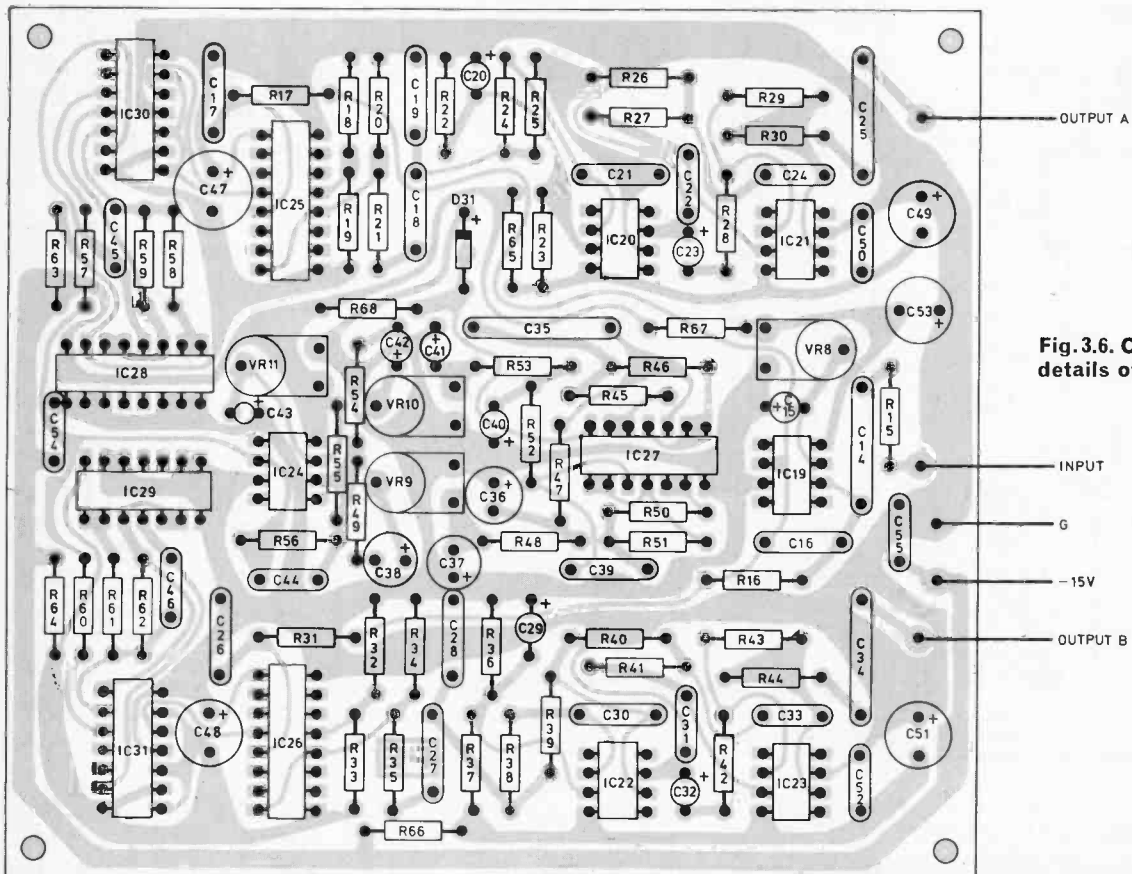 IC30
C17
R17
IC25
R18
R20
C19
R22
C20
+
R24
R25
R26
R27
R29
R30
C25
OUTPUT A
C47
+
R19
R21
C18
D31
+
R65
R23
C21
C22
IC20
C23
+
R28
C24
IC21
C50
C49
+
R63
R57
C45
R59
R58
R68
C42
+
C41
+
C35
R67
VR8
C53
+
Fig. 3.6. C
details of
IC28
VR11
R54
R53
R46
R45
C15
+
R15
C54
C43
+
VR10
C40
+
R52
R47
IC27
IC19
C14
INPUT
IC29
IC24
R55
R49
VR9
C36
+
R50
R51
C16
C55
G
R56
C44
C38
+
C37
+
R48
C39
R16
-15V
R64
R60
R61
R62
C46
C26
R31
R32
R34
C28
R36
C29
+
R40
R41
R43
R44
C34
OUTPUT B
IC31
C48
+
IC26
R33
R35
C27
R37
R38
R39
C30
C31
IC22
C32
+
R42
C33
IC23
C52
C51
+
R66